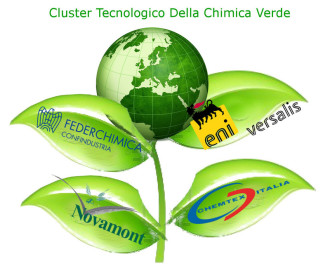 Cluster Tecnologico Della Chimica Verde
FEDERCHIMICA
CONFINDUSTRIA
eni
versalis
Novamont
CHEMTEX ITALIA